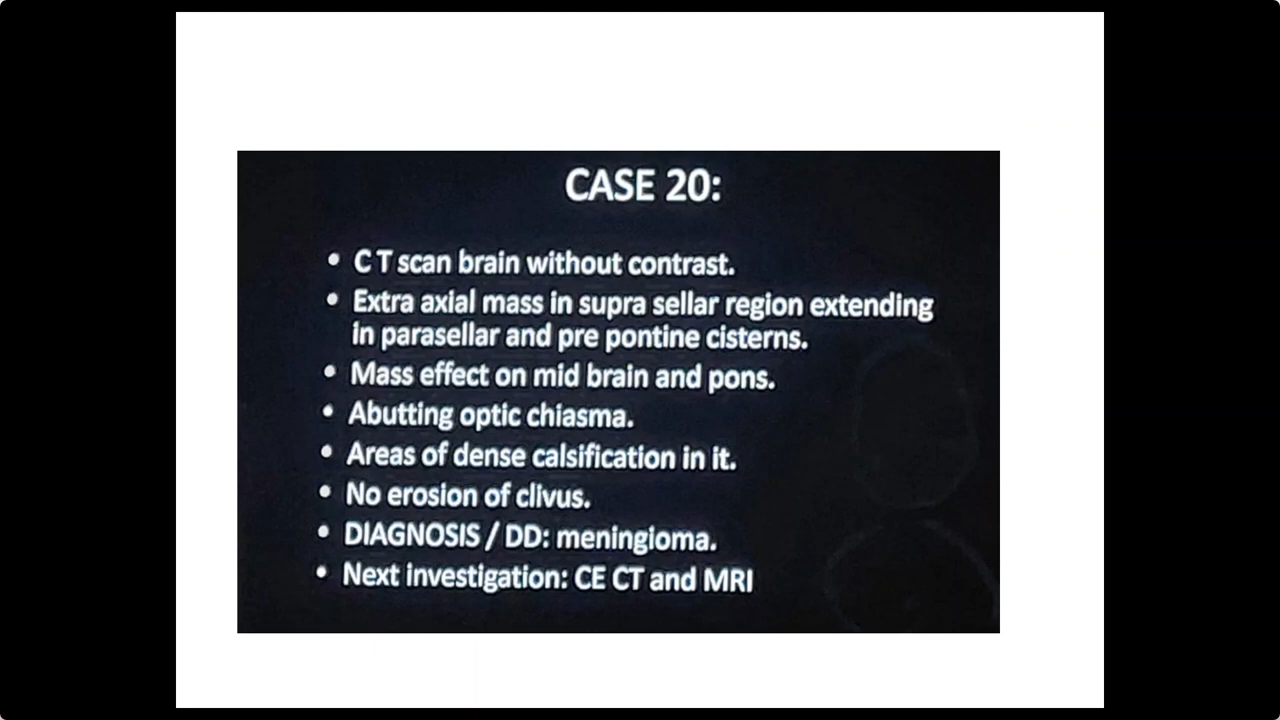 CASE 20:
• C T scan brain without contrast.
• Extra axial mass in supra sellar region extending
in parasellar and pre pontine cisterns.
• Mass effect on mid brain and pons.
• Abutting optic chiasma.
• Areas of dense calsification in it.
• No erosion of clivus.
• DIAGNOSIS / DD: meningioma.
• Next investigation: CE CT and MRI